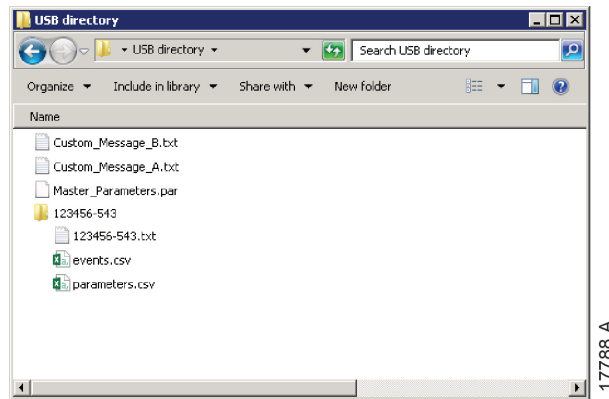 USB directory
USB directory
Search USB directory
Organize Include in library Share with New folder
Name
Custom_Message_B.txt
Custom_Message_A.txt
Master_Parameters.par
123456-543
123456-543.txt
events.csv
parameters.csv
17788 A